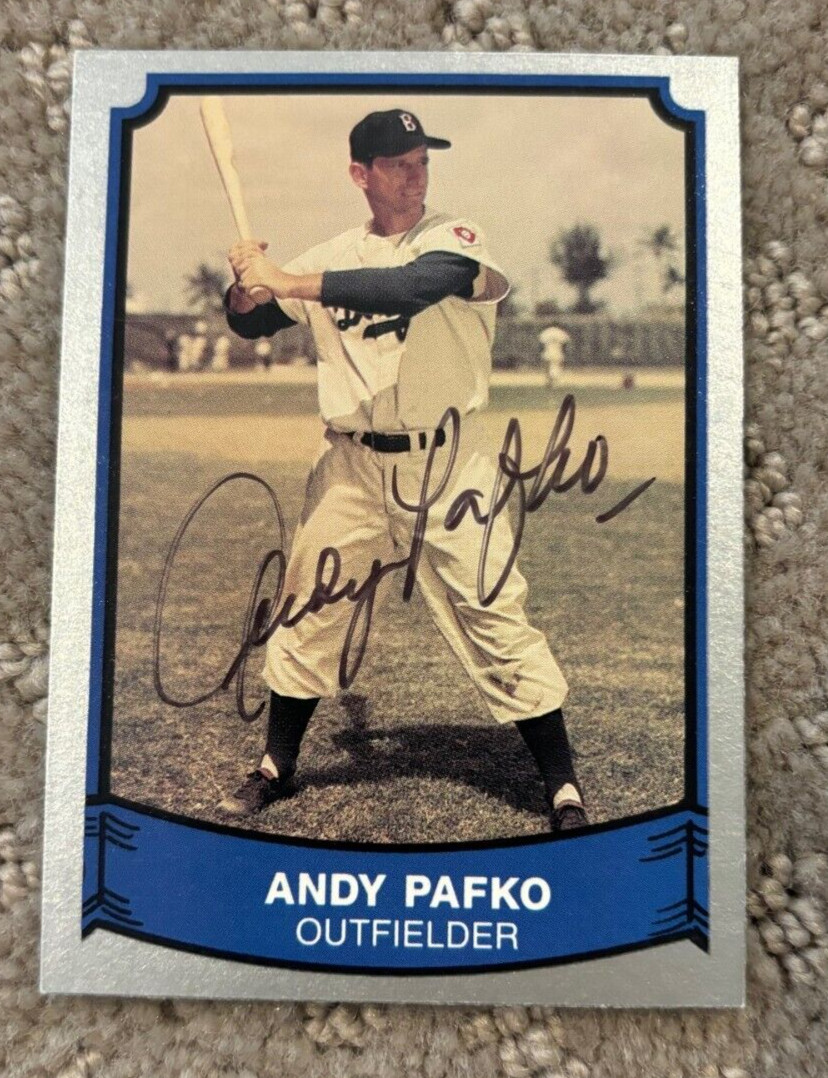 B
Andy Pafko
ANDY PAFKO
OUTFIELDER